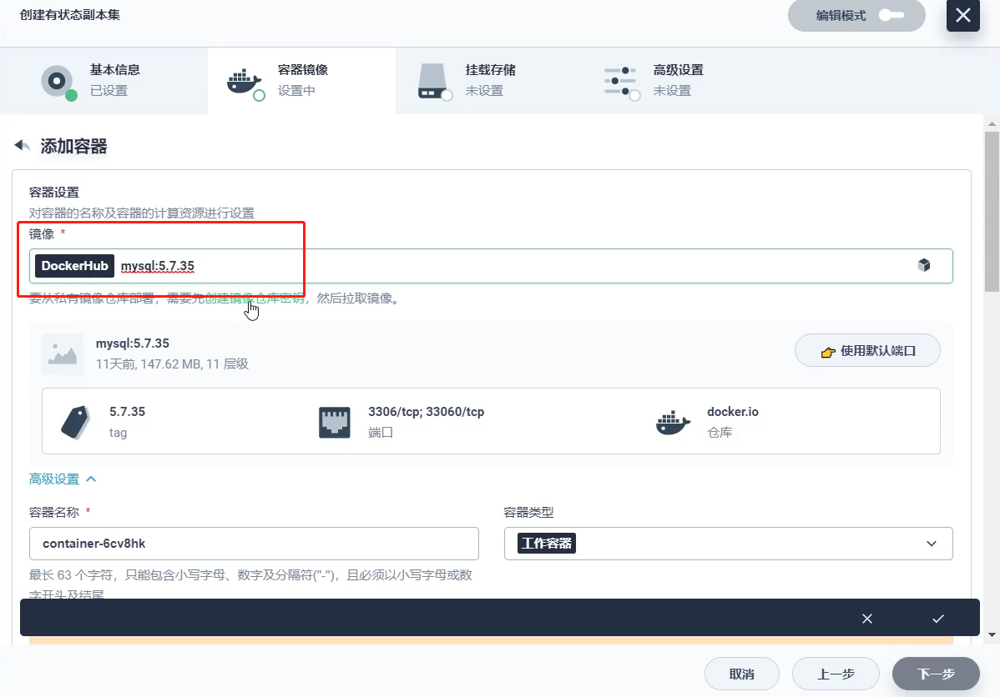 创建有状态副本集
编辑模式
基本信息
已设置
容器镜像
设置中
挂载存储
未设置
高级设置
未设置
添加容器
容器设置
对容器的名称及容器的计算资源进行设置
镜像 *
DockerHub mysql:5.7.35
要从私有镜像仓库部署，需要先创建镜像仓库密钥，然后拉取镜像。
mysql:5.7.35
11天前, 147.62 MB, 11 层级
使用默认端口
5.7.35
tag
3306/tcp; 33060/tcp
端口
docker.io
仓库
高级设置
容器名称 *
container-6cv8hk
最长 63 个字符，只能包含小写字母、数字及分隔符("-")，且必须以小写字母或数
字开头及结尾
容器类型
工作容器
取消
上一步
下一步